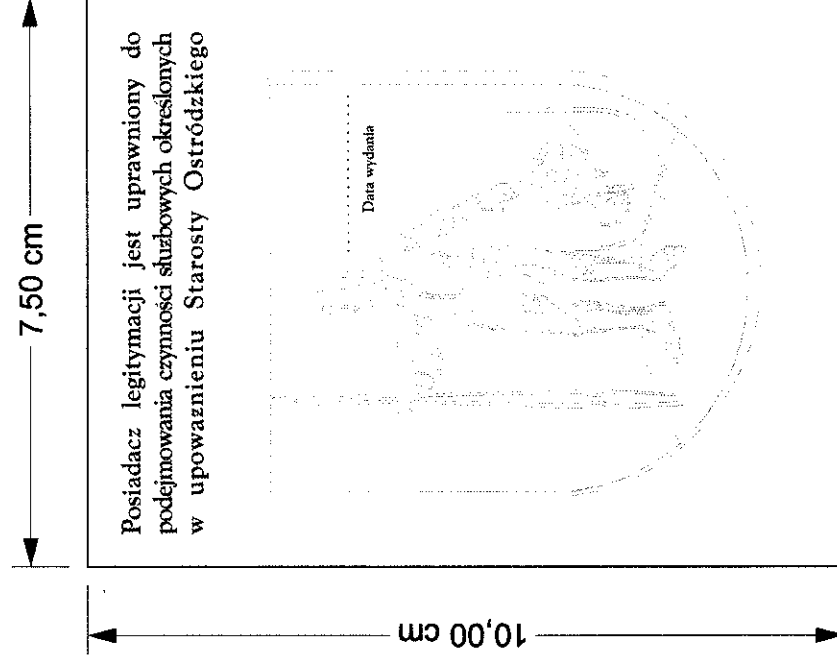 7,50 cm
Posiadacz legitymacji jest uprawniony do
podejmowania czynności służbowych określonych
w upoważnieniu Starosty Ostródzkiego
Data wydania
10,00 cm